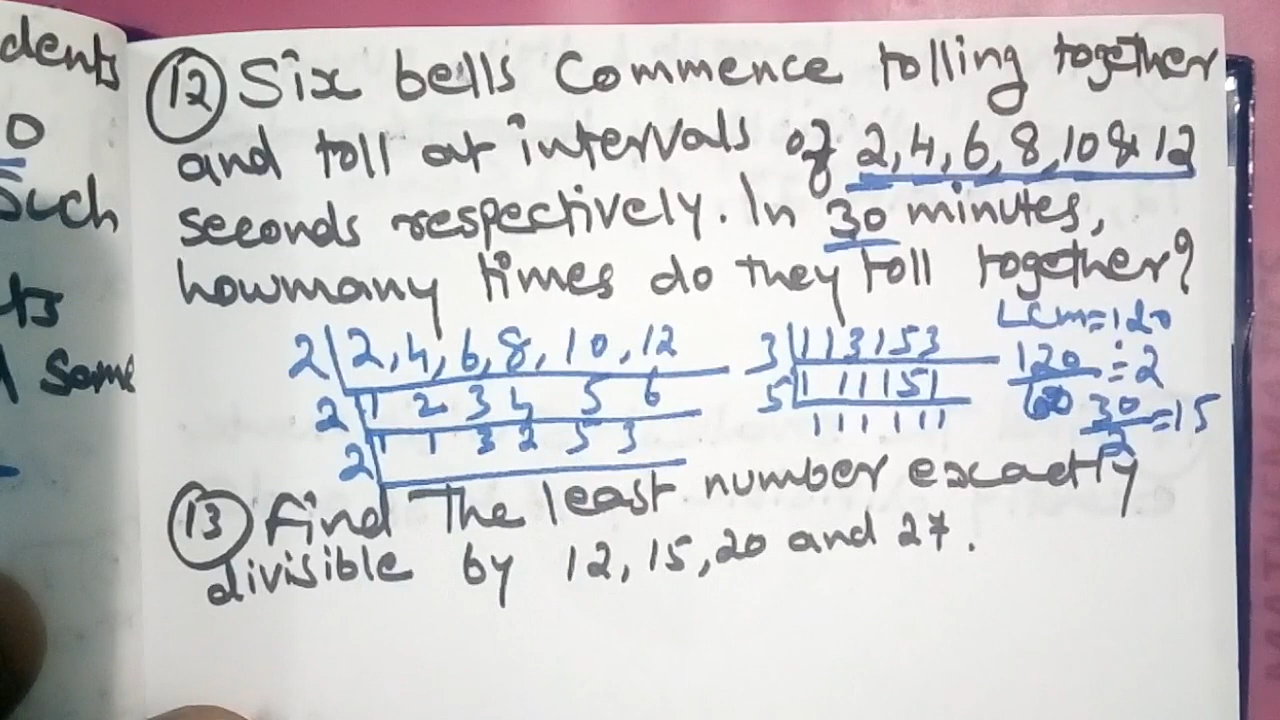 dents
0
Such
ts
Same
12 Six bells Commence tolling together
and toll at intervals of 2, 4, 6, 8, 10 & 12
seconds respectively. In 30 minutes,
howmany times do they toll together?
LCM=120
2 2, 4, 6, 8, 10, 12
3 1 1 3 1 5 3
120/60 = 2
2 1 2 3 4 5 6
5 1 1 1 1 5 1
30/2 = 15
2 1 1 3 2 5 3
1 1 1 1 1 1
13 Find The least number exactly
divisible by 12, 15, 20 and 27.